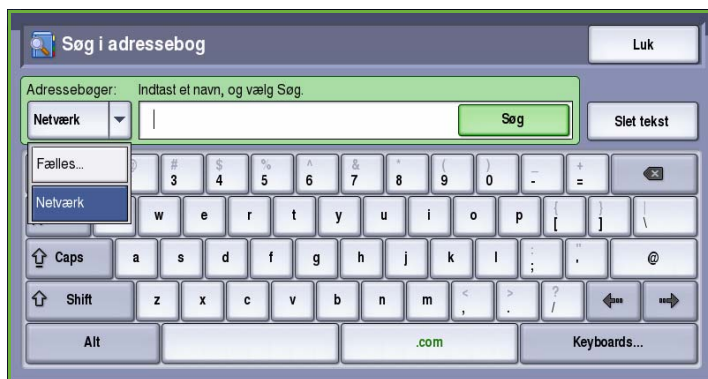 Søg i adressebog
Luk
Adressebøger: Indtast et navn, og vælg Søg.
Netværk
Søg
Slet tekst
Fælles...
Netværk
# 3 $ 4 % 5 ^ 6 & 7 * 8 ( 9 ) 0 _ - + =
w e r t y u i o p { [ } ] | \
Caps a s d f g h j k l : ; " ' @
Shift z x c v b n m < , > . ? /
Alt .com Keyboards...